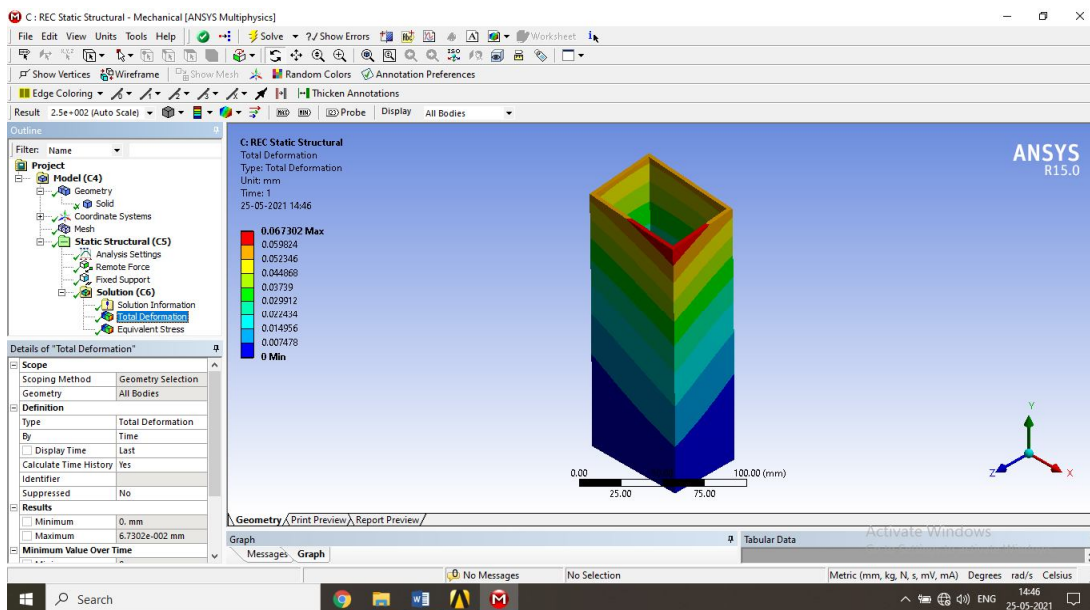 C : REC Static Structural - Mechanical [ANSYS Multiphysics]
File Edit View Units Tools Help Solve ?/ Show Errors Worksheet
Show Vertices Wireframe Show Mesh Random Colors Annotation Preferences
Edge Coloring Thicken Annotations
Result 2.5e+002 (Auto Scale) Probe Display All Bodies
Outline
Filter: Name
Project
Model (C4)
Geometry
Solid
Coordinate Systems
Mesh
Static Structural (C5)
Analysis Settings
Remote Force
Fixed Support
Solution (C6)
Solution Information
Total Deformation
Equivalent Stress
Details of "Total Deformation"
Scope
Scoping Method Geometry Selection
Geometry All Bodies
Definition
Type Total Deformation
By Time
Display Time Last
Calculate Time History Yes
Identifier
Suppressed No
Results
Minimum 0. mm
Maximum 6.7302e-002 mm
Minimum Value Over Time
C: REC Static Structural
Total Deformation
Type: Total Deformation
Unit: mm
Time: 1
25-05-2021 14:46
0.067302 Max
0.059824
0.052346
0.044868
0.03739
0.029912
0.022434
0.014956
0.007478
0 Min
ANSYS
R15.0
0.00 100.00 (mm)
25.00 75.00
Y
Z X
Geometry Print Preview Report Preview
Graph
Messages Graph
Tabular Data
Activate Windows
No Messages No Selection Metric (mm, kg, N, s, mV, mA) Degrees rad/s Celsius
Search
ENG
14:46
25-05-2021